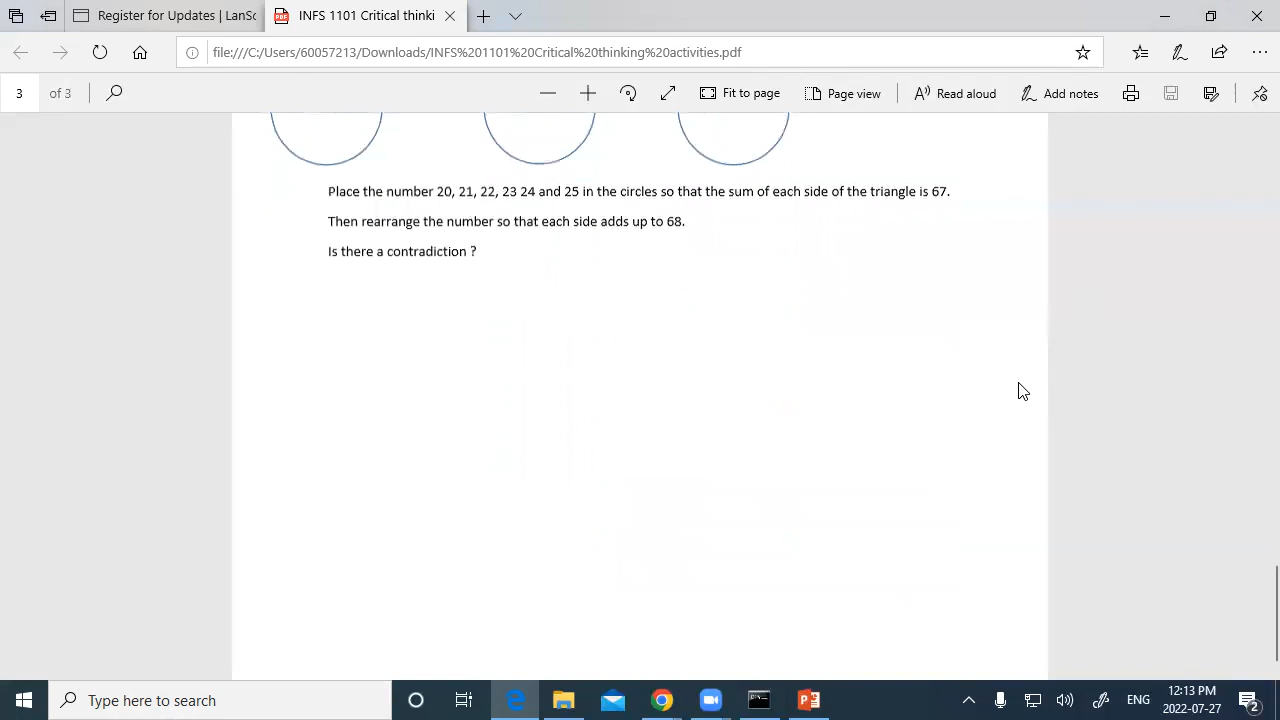 Register for Updates | LanSc
INFS 1101 Critical thinki
file:///C:/Users/60057213/Downloads/INFS%201101%20Critical%20thinking%20activities.pdf
3 of 3
Fit to page
Page view
Read aloud
Add notes
Place the number 20, 21, 22, 23 24 and 25 in the circles so that the sum of each side of the triangle is 67.
Then rearrange the number so that each side adds up to 68.
Is there a contradiction ?
Type here to search
ENG
12:13 PM
2022-07-27
2